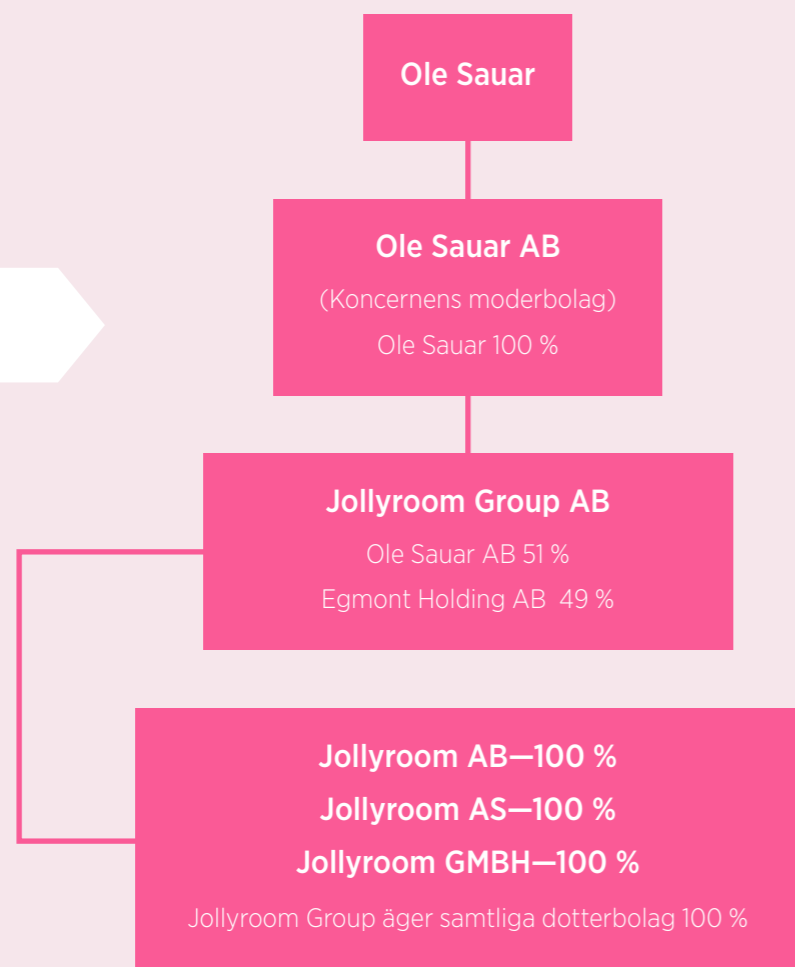 Ole Sauar
Ole Sauar AB
(Koncernens moderbolag)
Ole Sauar 100 %
Jollyroom Group AB
Ole Sauar AB 51 %
Egmont Holding AB  49 %
Jollyroom AB—100 %
Jollyroom AS—100 %
Jollyroom GMBH—100 %
Jollyroom Group äger samtliga dotterbolag 100 %